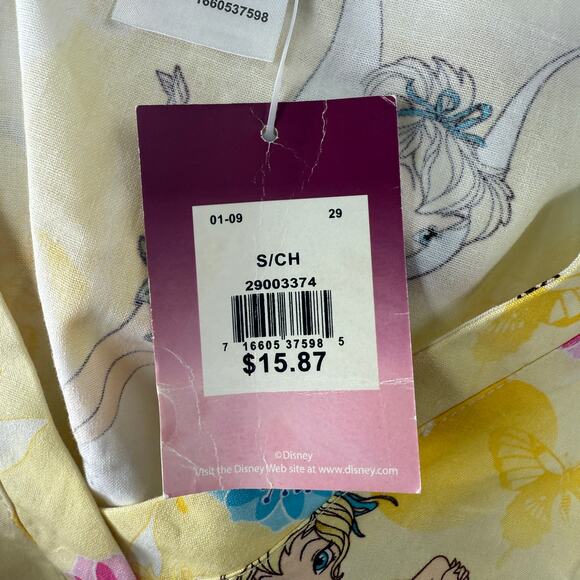 1660537598
01-09 29
S/CH
29003374
7 16605 37598 5
$15.87
©Disney
Visit the Disney Web site at www.disney.com